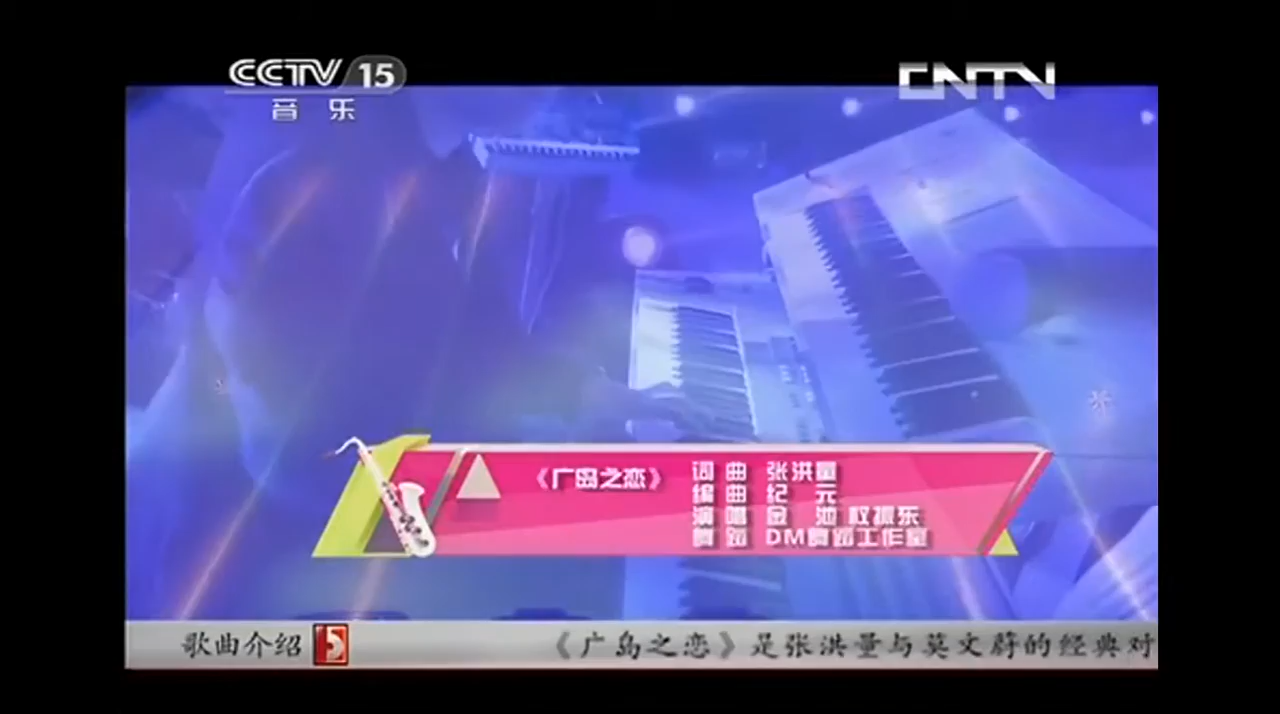 CCTV 15
音乐
CNTV
《广岛之恋》
词 曲 张洪量
编 曲 纪 元
演 唱 金 池 权振东
舞 蹈 DM舞蹈工作室
歌曲介绍 《广岛之恋》是张洪量与莫文蔚的经典对